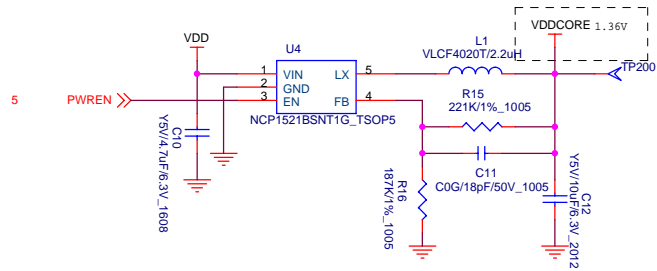 VDDCORE 1.36V
VDD
U4
L1
VLCF4020T/2.2uH
1 VIN LX 5
2 GND
3 EN FB 4
TP200
5 PWREN
R15
221K/1%_1005
NCP1521BSNT1G_TSOP5
C10
Y5V/4.7uF/6.3V_1608
C11
C0G/18pF/50V_1005
R16
187K/1%_1005
C12
Y5V/10uF/6.3V_2012